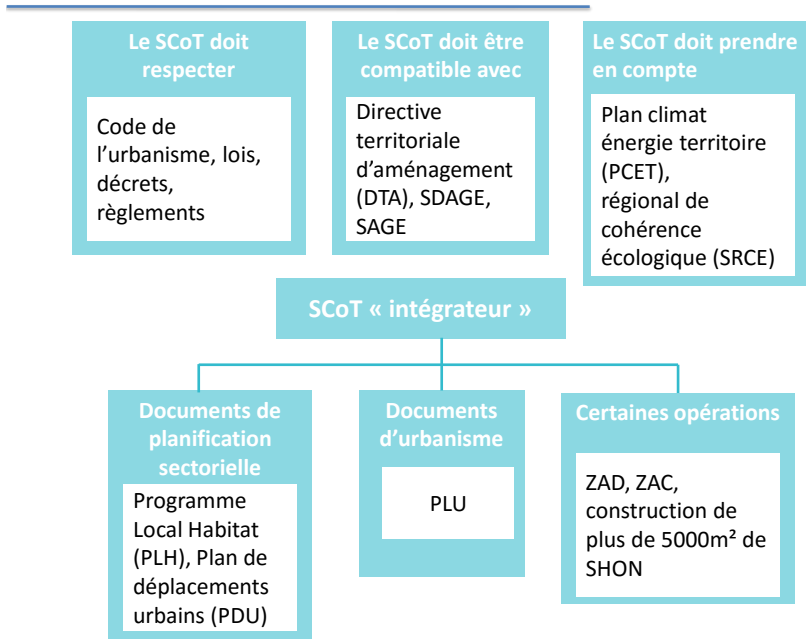 Le SCoT doit
respecter
Code de
l'urbanisme, lois,
décrets,
règlements
Le SCoT doit être
compatible avec
Directive
territoriale
d'aménagement
(DTA), SDAGE,
SAGE
Le SCoT doit prendre
en compte
Plan climat
énergie territoire
(PCET),
régional de
cohérence
écologique (SRCE)
SCoT « intégrateur »
Documents de
planification
sectorielle
Programme
Local Habitat
(PLH), Plan de
déplacements
urbains (PDU)
Documents
d'urbanisme
PLU
Certaines opérations
ZAD, ZAC,
construction de
plus de 5000m² de
SHON